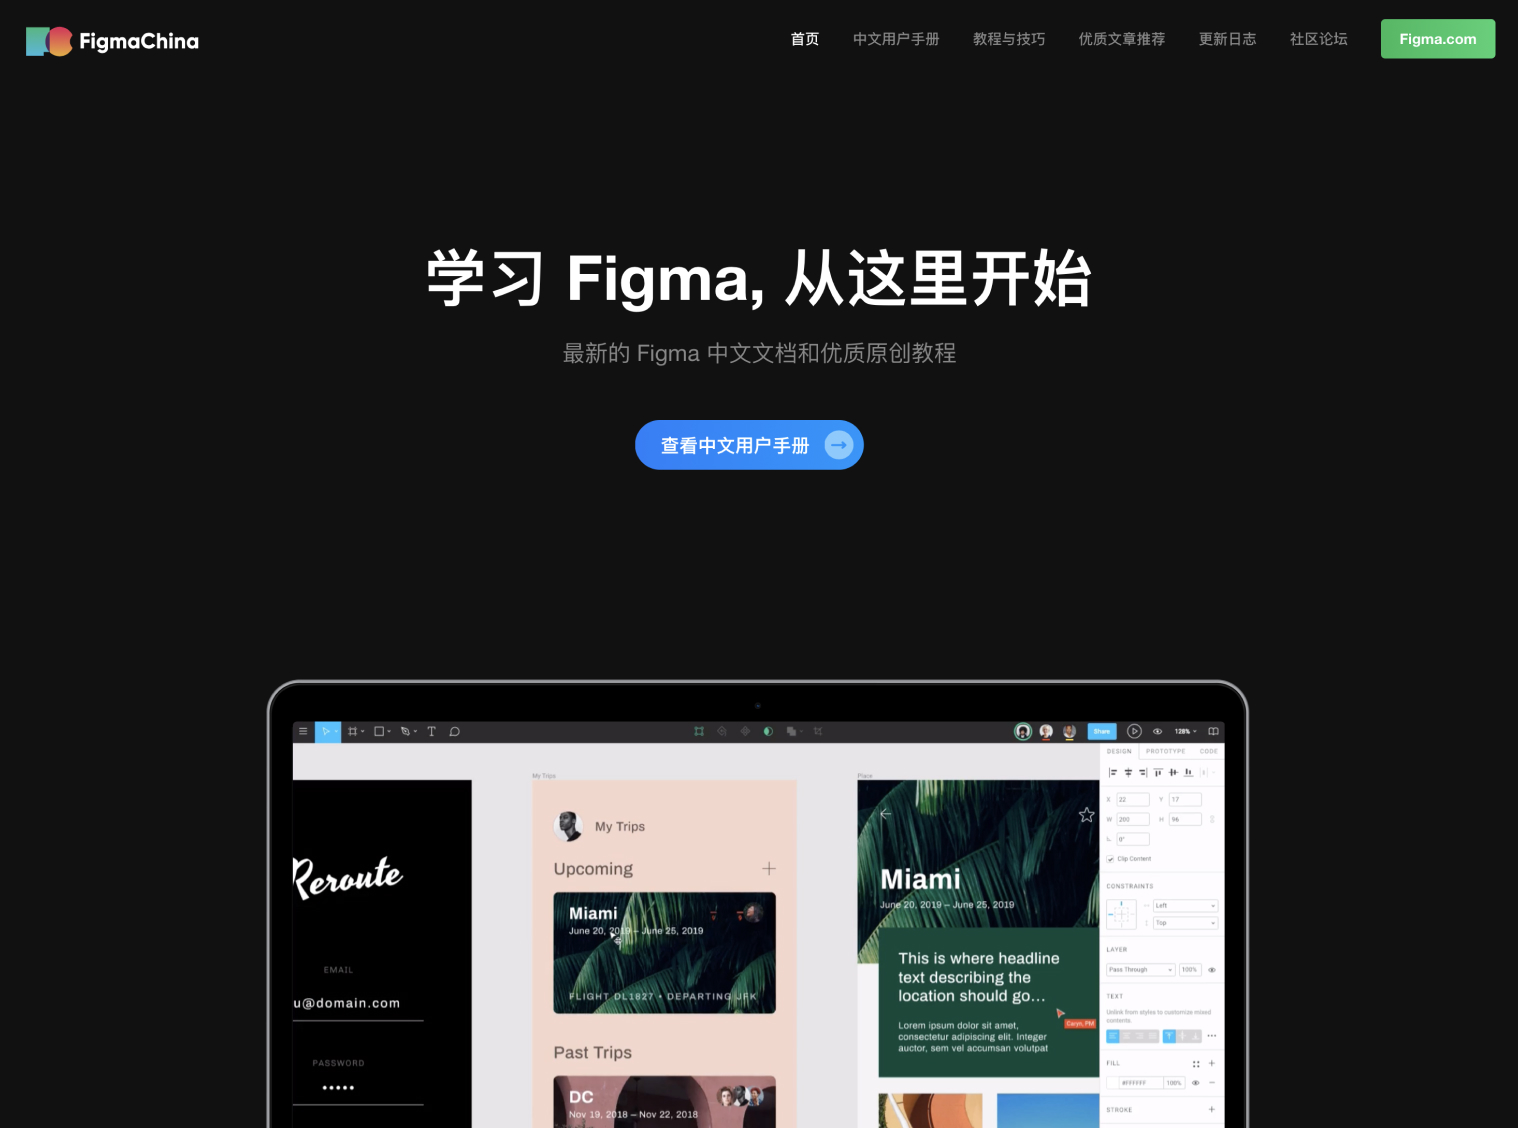 FigmaChina
首页
中文用户手册
教程与技巧
优质文章推荐
更新日志
社区论坛
Figma.com
学习 Figma, 从这里开始
最新的 Figma 中文文档和优质原创教程
查看中文用户手册
Share
128%
DESIGN
PROTOTYPE
CODE
X 22
Y 17
W 200
H 96
0°
Clip Content
CONSTRAINTS
Left
Top
LAYER
Pass Through
100%
TEXT
Unlink from styles to customize mixed
contents.
FILL
#FFFFFF
100%
STROKE
Reroute
EMAIL
u@domain.com
PASSWORD
•••••
My Trips
My Trips
Upcoming
Miami
June 20, 2019 – June 25, 2019
FLIGHT DL1827 • DEPARTING JFK
Past Trips
DC
Nov 19, 2018 – Nov 22, 2018
Place
Miami
June 20, 2019 – June 25, 2019
This is where headline
text describing the
location should go...
Caryn, PM
Lorem ipsum dolor sit amet,
consectetur adipiscing elit. Integer
auctor, sem vel accumsan volutpat